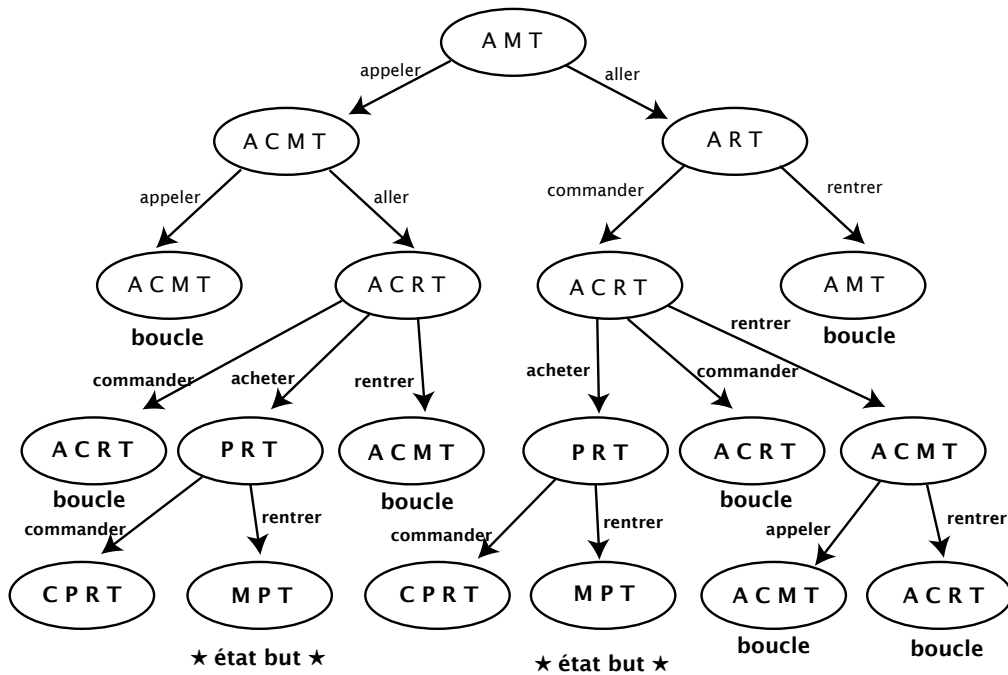 A M T
appeler
aller
A C M T
A R T
appeler
aller
commander
rentrer
A C M T
A C R T
A C R T
A M T
boucle
boucle
rentrer
commander
acheter
rentrer
acheter
commander
A C R T
P R T
A C M T
P R T
A C R T
A C M T
boucle
boucle
boucle
commander
rentrer
commander
rentrer
appeler
rentrer
C P R T
M P T
C P R T
M P T
A C M T
A C R T
boucle
boucle
★ état but ★
★ état but ★